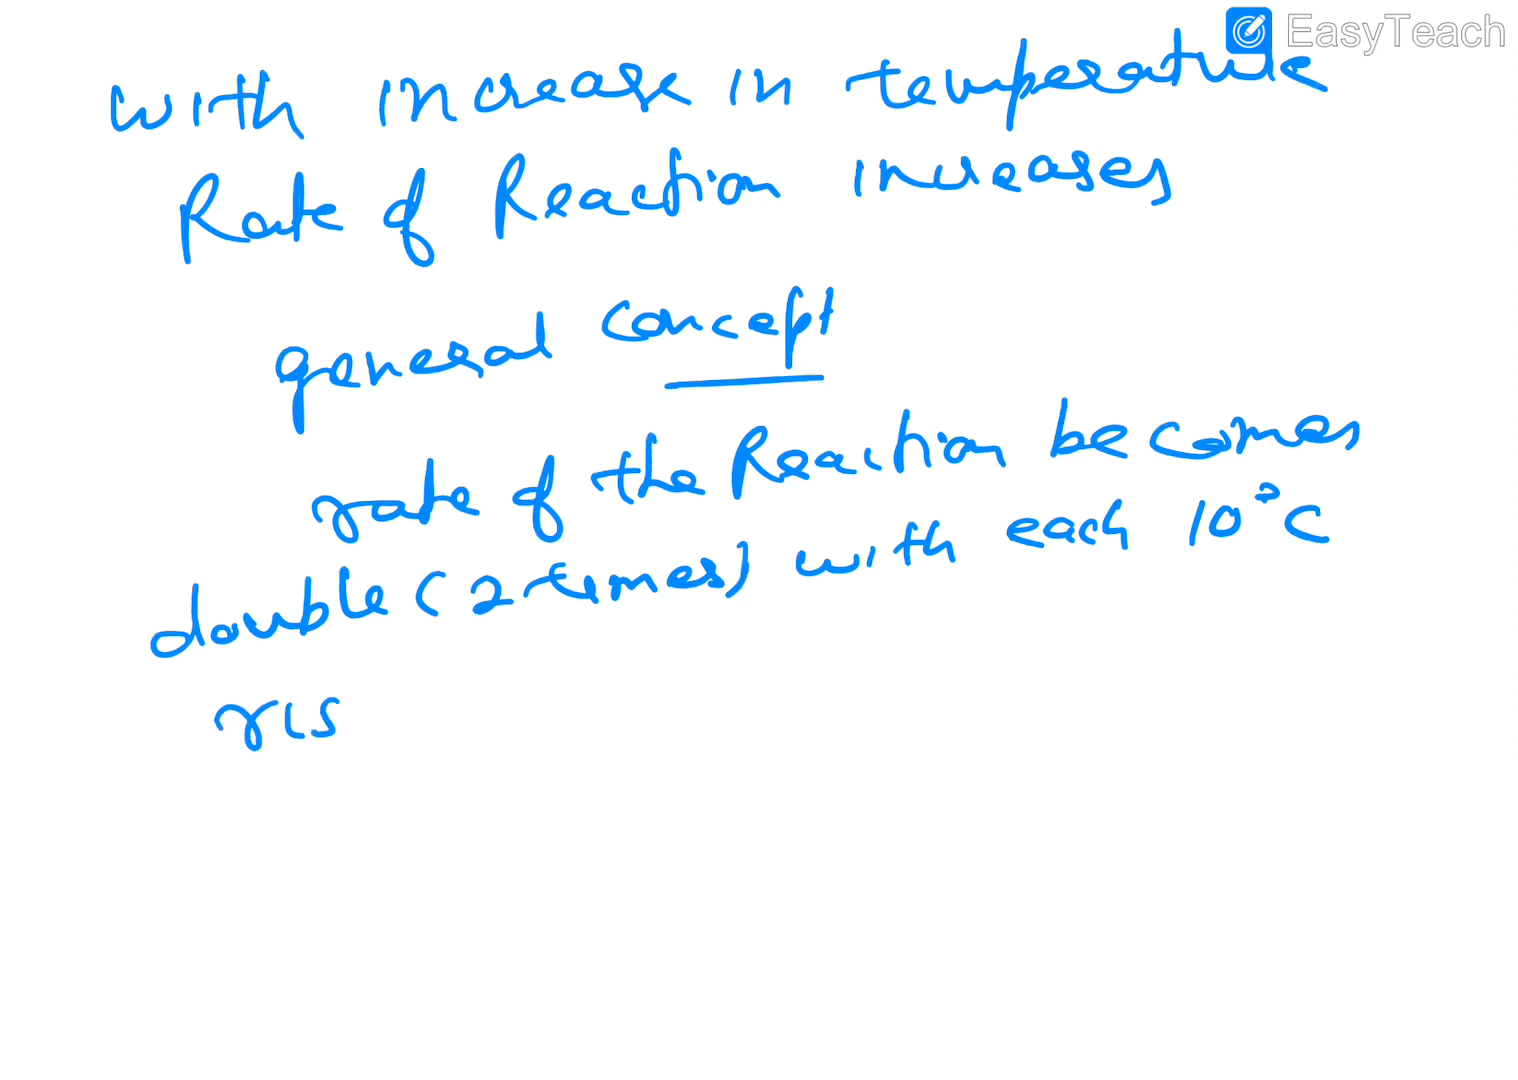 EasyTeach
with increase in temperature
Rate of Reaction increases
general concept
rate of the Reaction becomes
double (2 times) with each 10°C
ris